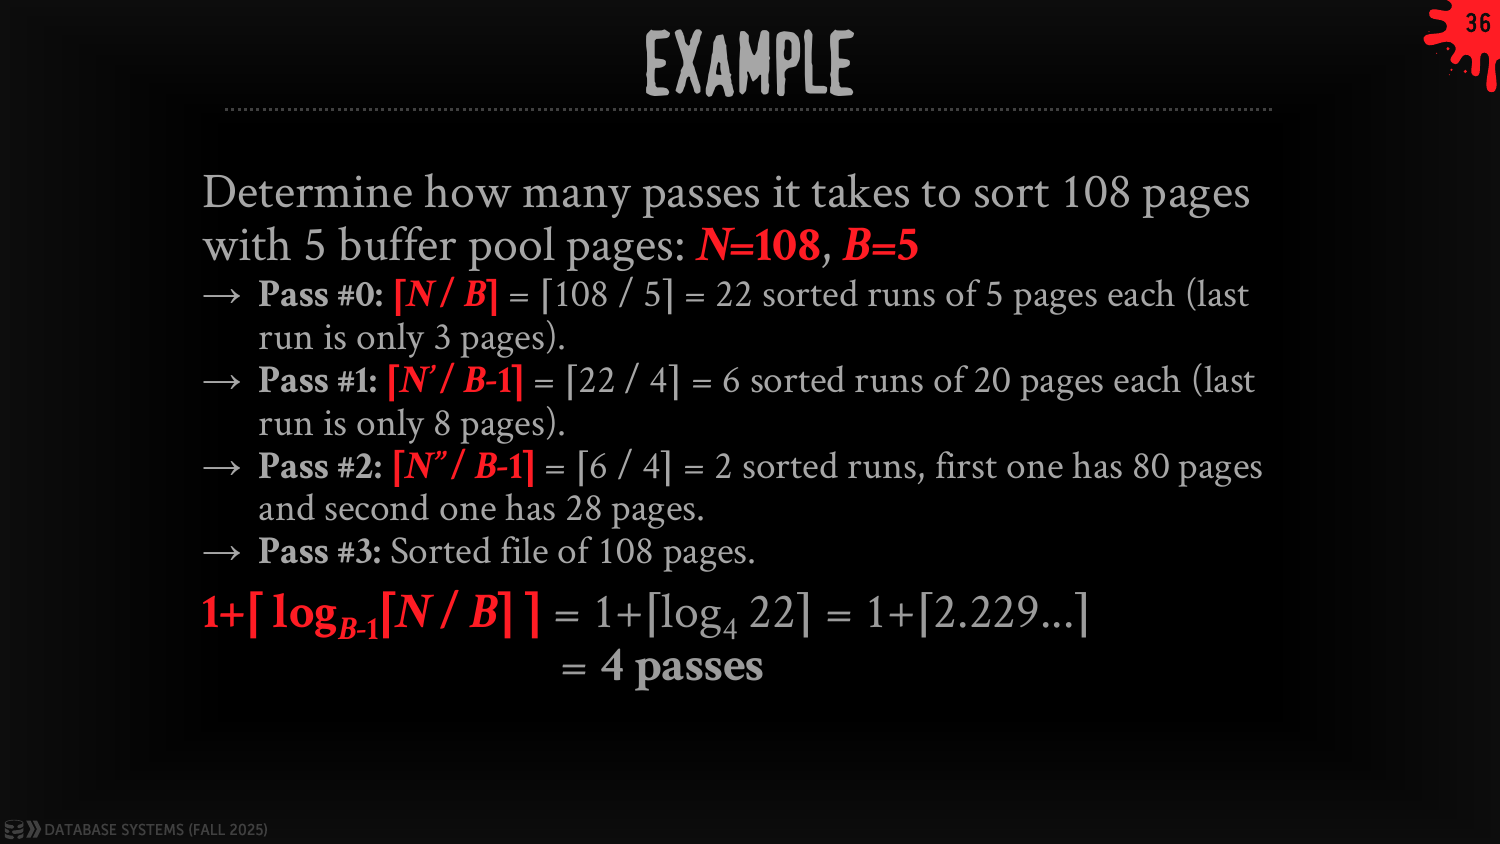 36
EXAMPLE
Determine how many passes it takes to sort 108 pages
with 5 buffer pool pages: N=108, B=5
→ Pass #0: ⌈N / B⌉ = ⌈108 / 5⌉ = 22 sorted runs of 5 pages each (last
run is only 3 pages).
→ Pass #1: ⌈N’ / B-1⌉ = ⌈22 / 4⌉ = 6 sorted runs of 20 pages each (last
run is only 8 pages).
→ Pass #2: ⌈N” / B-1⌉ = ⌈6 / 4⌉ = 2 sorted runs, first one has 80 pages
and second one has 28 pages.
→ Pass #3: Sorted file of 108 pages.
1+⌈ log_B-1⌈N / B⌉ ⌉ = 1+⌈log₄ 22⌉ = 1+⌈2.229...⌉
= 4 passes
DATABASE SYSTEMS (FALL 2025)